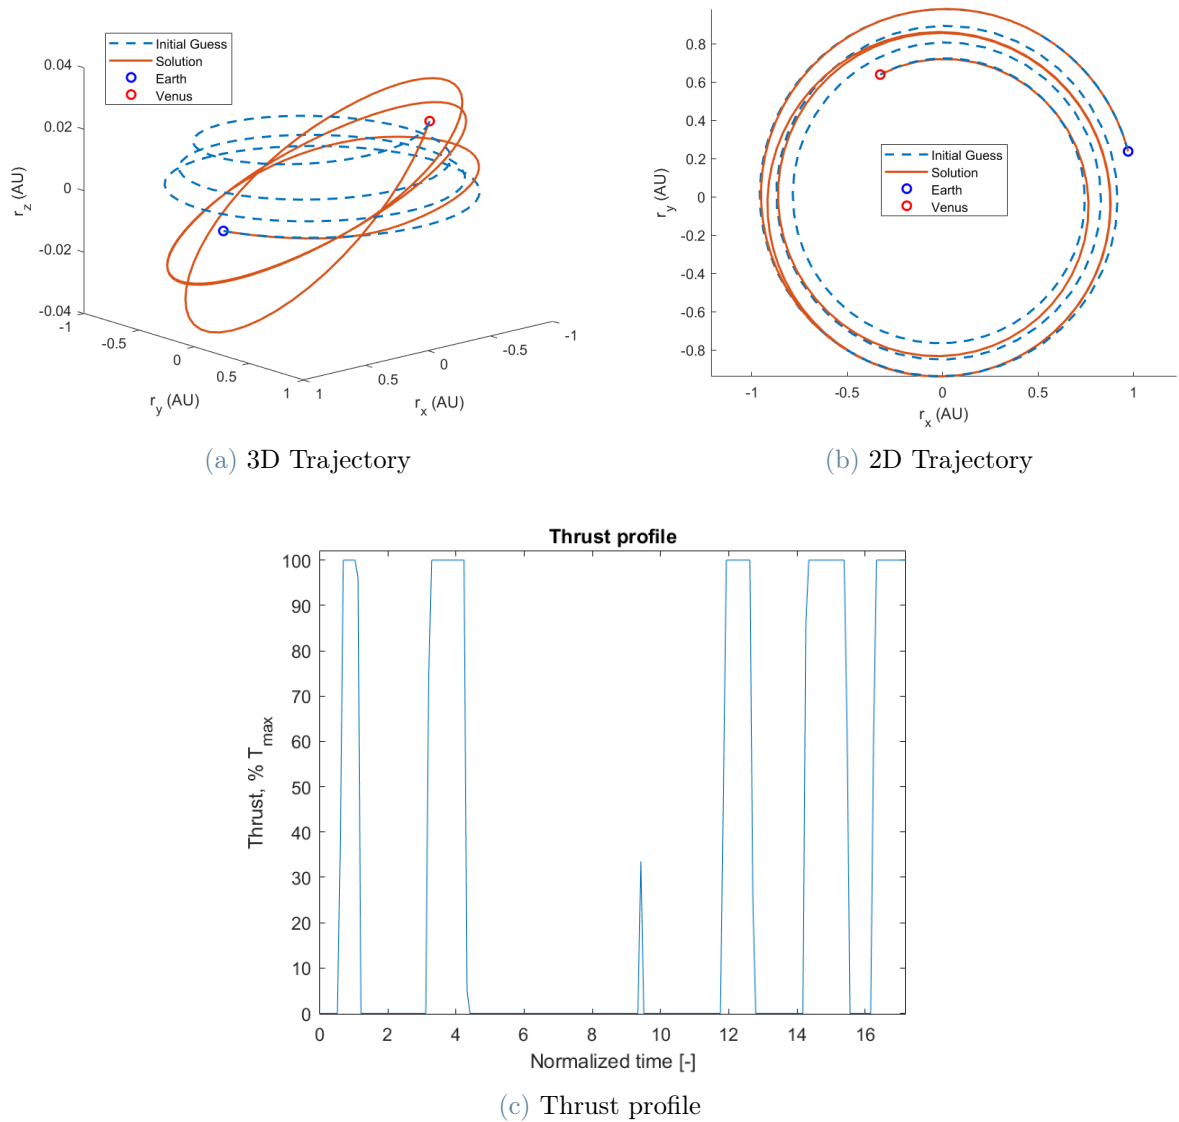 Initial Guess
Solution
Earth
Venus
0.04
0.02
0
-0.02
-0.04
r_z (AU)
-1
-0.5
0
0.5
1
r_y (AU)
1
0.5
0
-0.5
-1
r_x (AU)
(a) 3D Trajectory
Initial Guess
Solution
Earth
Venus
0.8
0.6
0.4
0.2
0
-0.2
-0.4
-0.6
-0.8
r_y (AU)
-1
-0.5
0
0.5
1
r_x (AU)
(b) 2D Trajectory
Thrust profile
100
90
80
70
60
50
40
30
20
10
0
Thrust, % T_max
0
2
4
6
8
10
12
14
16
Normalized time [-]
(c) Thrust profile